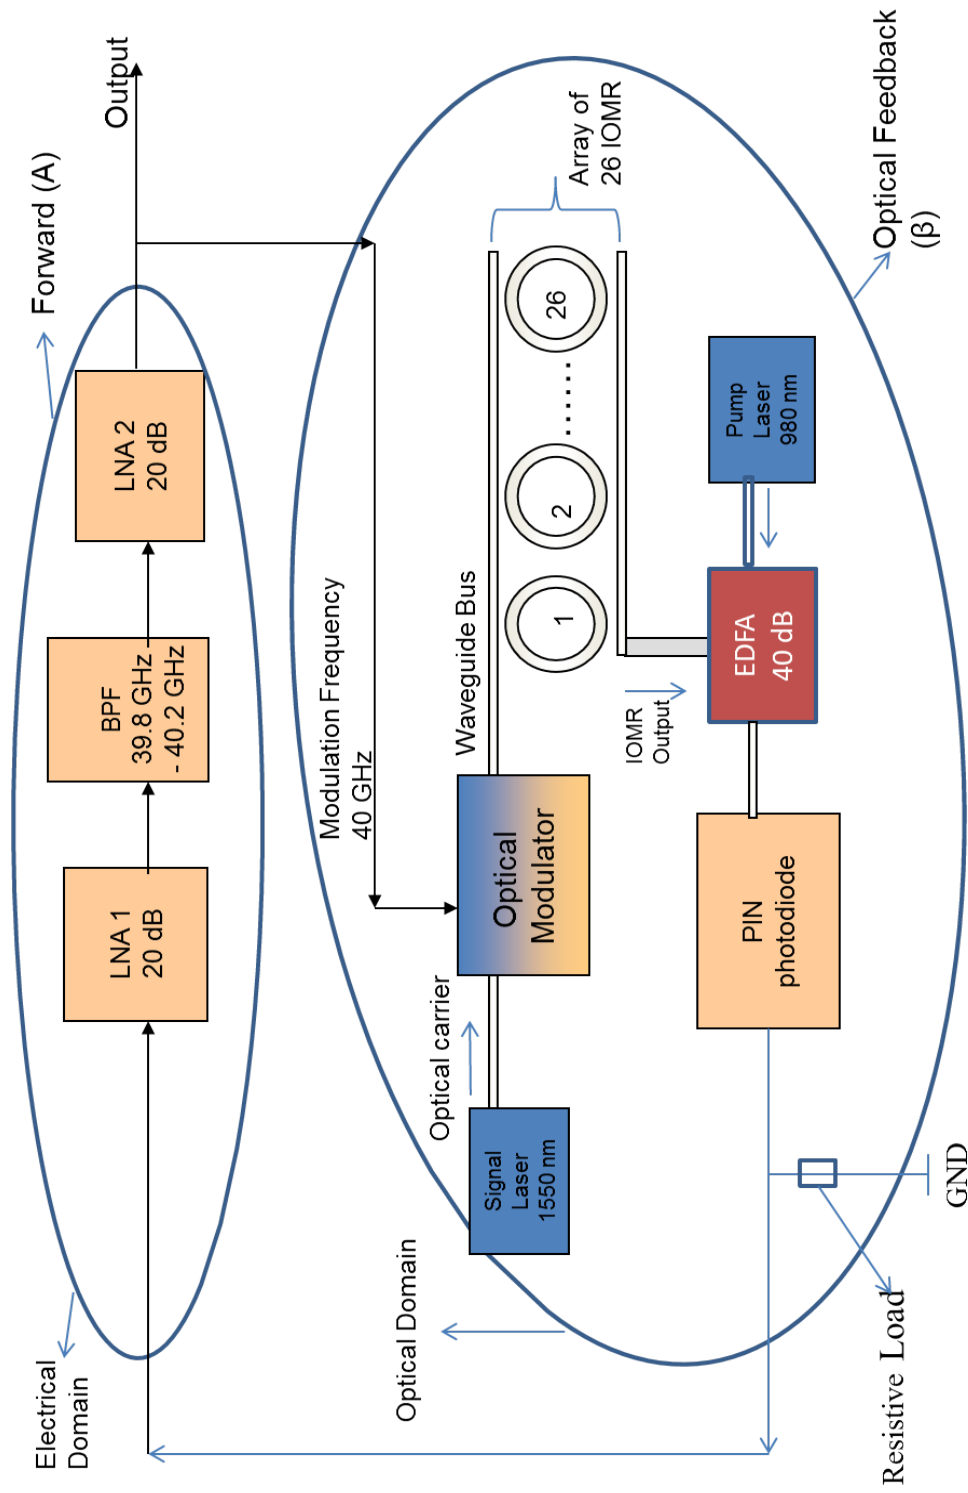 Electrical
Domain
Forward (A)
Output
LNA 1
20 dB
BPF
39.8 GHz
- 40.2 GHz
LNA 2
20 dB
Modulation Frequency
40 GHz
Optical Domain
Signal
Laser
1550 nm
Optical carrier
Optical
Modulator
Waveguide Bus
1
2
......
26
Array of
26 IOMR
IOMR
Output
PIN
photodiode
EDFA
40 dB
Pump
Laser
980 nm
Optical Feedback
(β)
Resistive Load
GND